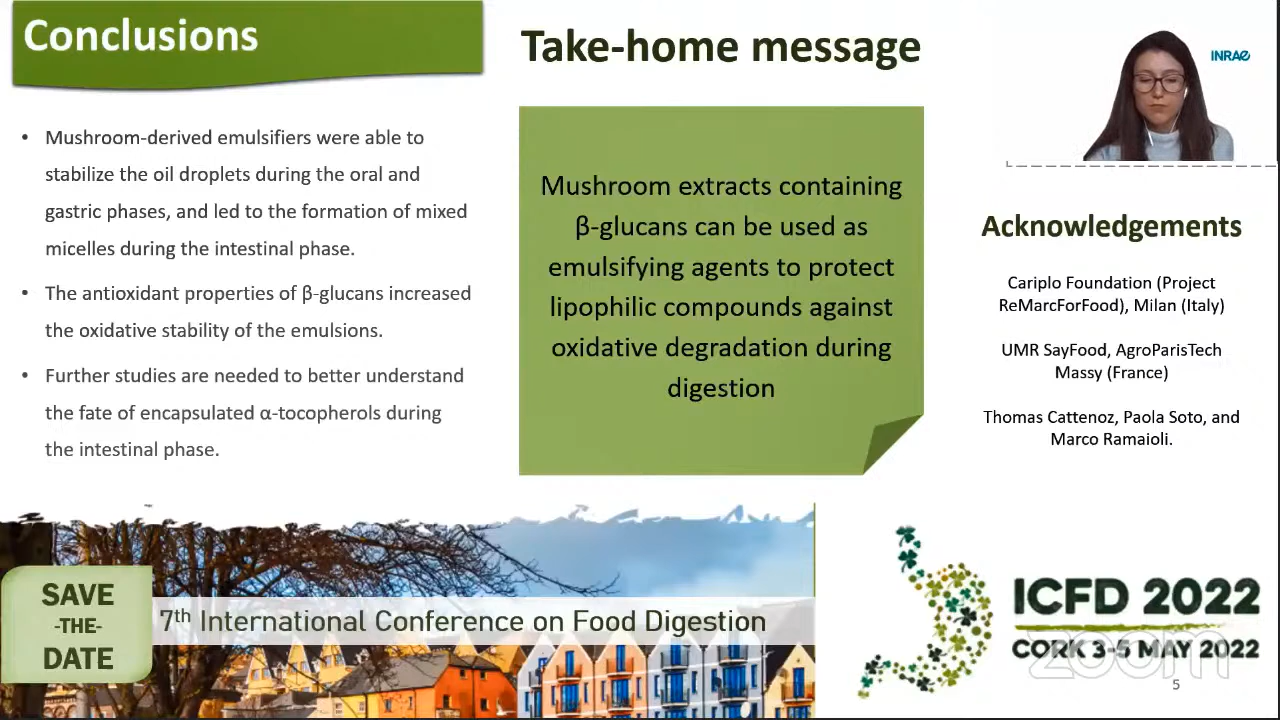 Conclusions
• Mushroom-derived emulsifiers were able to
stabilize the oil droplets during the oral and
gastric phases, and led to the formation of mixed
micelles during the intestinal phase.
• The antioxidant properties of β-glucans increased
the oxidative stability of the emulsions.
• Further studies are needed to better understand
the fate of encapsulated α-tocopherols during
the intestinal phase.
Take-home message
Mushroom extracts containing
β-glucans can be used as
emulsifying agents to protect
lipophilic compounds against
oxidative degradation during
digestion
INRAE
Acknowledgements
Cariplo Foundation (Project
ReMarcForFood), Milan (Italy)
UMR SayFood, AgroParisTech
Massy (France)
Thomas Cattenoz, Paola Soto, and
Marco Ramaioli.
SAVE
-THE-
DATE
7th International Conference on Food Digestion
ICFD 2022
CORK 3-5 MAY 2022
zoom
5